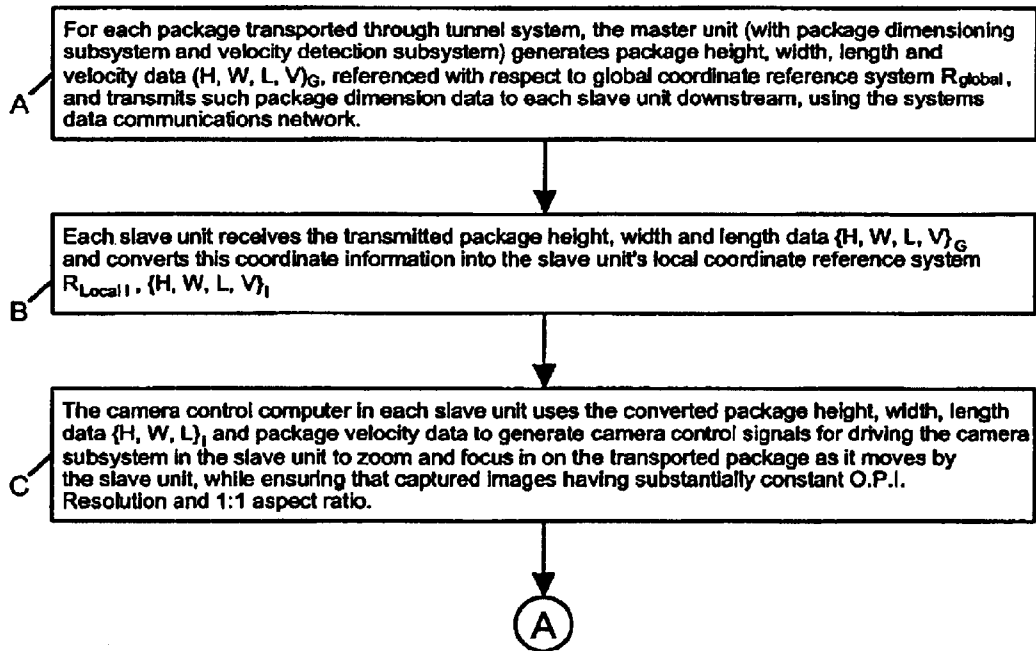 For each package transported through tunnel system, the master unit (with package dimensioning
subsystem and velocity detection subsystem) generates package height, width, length and
velocity data (H, W, L, V)G, referenced with respect to global coordinate reference system Rglobal,
and transmits such package dimension data to each slave unit downstream, using the systems
data communications network.
A
Each slave unit receives the transmitted package height, width and length data {H, W, L, V}G
and converts this coordinate information into the slave unit's local coordinate reference system
RLocal I , {H, W, L, V}I
B
The camera control computer in each slave unit uses the converted package height, width, length
data {H, W, L}I and package velocity data to generate camera control signals for driving the camera
subsystem in the slave unit to zoom and focus in on the transported package as it moves by
the slave unit, while ensuring that captured images having substantially constant O.P.I.
Resolution and 1:1 aspect ratio.
C
A